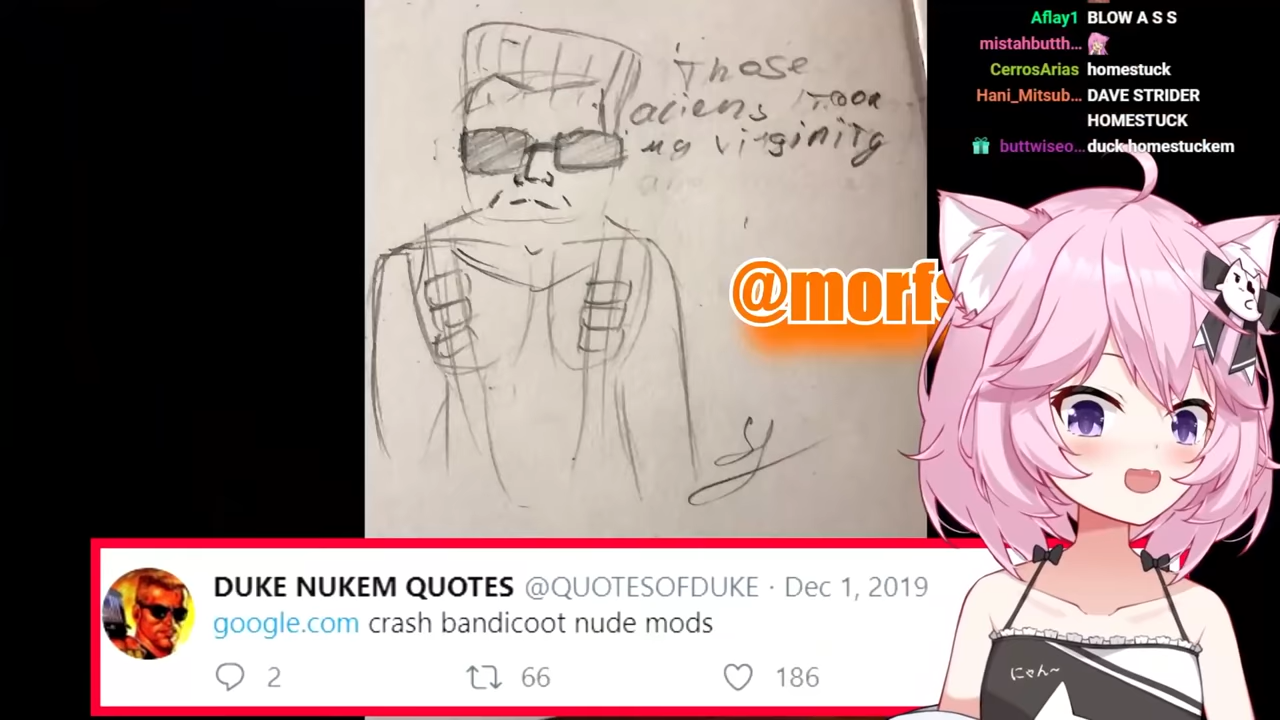 Aflay1 BLOW A S S
mistahbutth...
CerrosArias homestuck
Hani_Mitsub... DAVE STRIDER
HOMESTUCK
buttwiseo... duck homestuckem
Those
aliens took
my virginity
@morfs
DUKE NUKEM QUOTES @QUOTESOFDUKE · Dec 1, 2019
google.com crash bandicoot nude mods
2 66 186
にゃん~